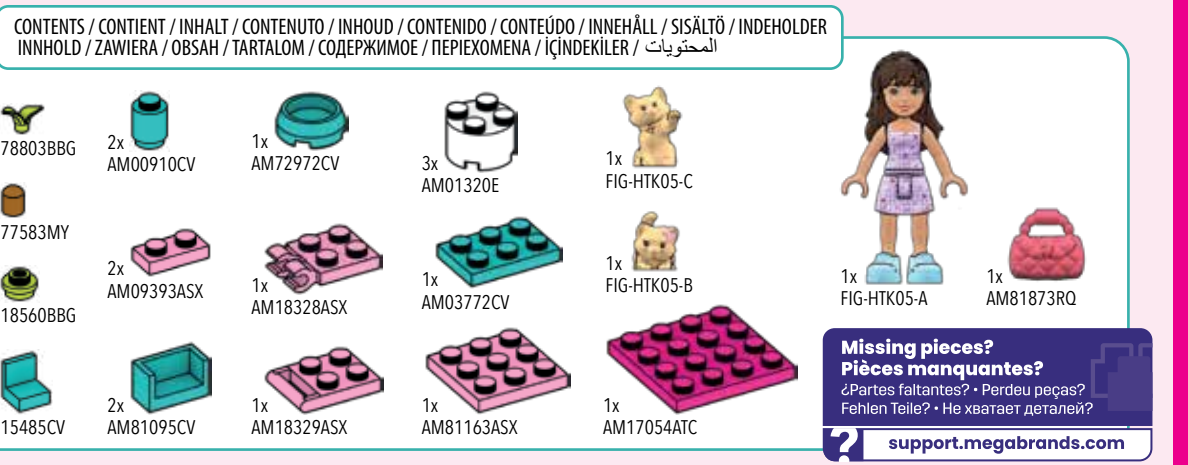 CONTENTS / CONTIENT / INHALT / CONTENUTO / INHOUD / CONTENIDO / CONTEÚDO / INNEHÅLL / SISÄLTÖ / INDEHOLDER
INNHOLD / ZAWIERA / OBSAH / TARTALOM / СОДЕРЖИМОЕ / ΠΕΡΙΕΧΟΜΕΝΑ / İÇİNDEKİLER / المحتويات
78803BBG
2x
AM00910CV
1x
AM72972CV
3x
AM01320E
1x
FIG-HTK05-C
77583MY
2x
AM09393ASX
1x
AM18328ASX
1x
AM03772CV
1x
FIG-HTK05-B
1x
FIG-HTK05-A
1x
AM81873RQ
18560BBG
15485CV
2x
AM81095CV
1x
AM18329ASX
1x
AM81163ASX
1x
AM17054ATC
Missing pieces?
Pièces manquantes?
¿Partes faltantes? • Perdeu peças?
Fehlen Teile? • Не хватает деталей?
? support.megabrands.com